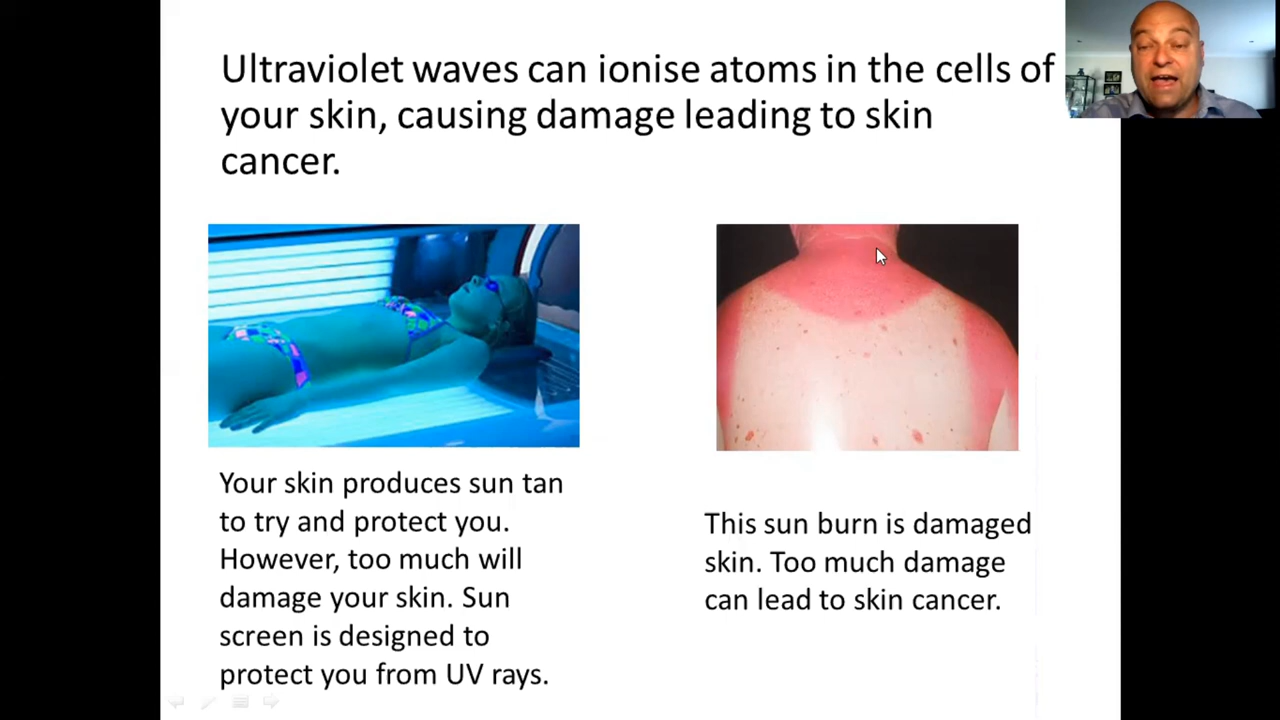 Ultraviolet waves can ionise atoms in the cells of
your skin, causing damage leading to skin
cancer.
Your skin produces sun tan
to try and protect you.
However, too much will
damage your skin. Sun
screen is designed to
protect you from UV rays.
This sun burn is damaged
skin. Too much damage
can lead to skin cancer.